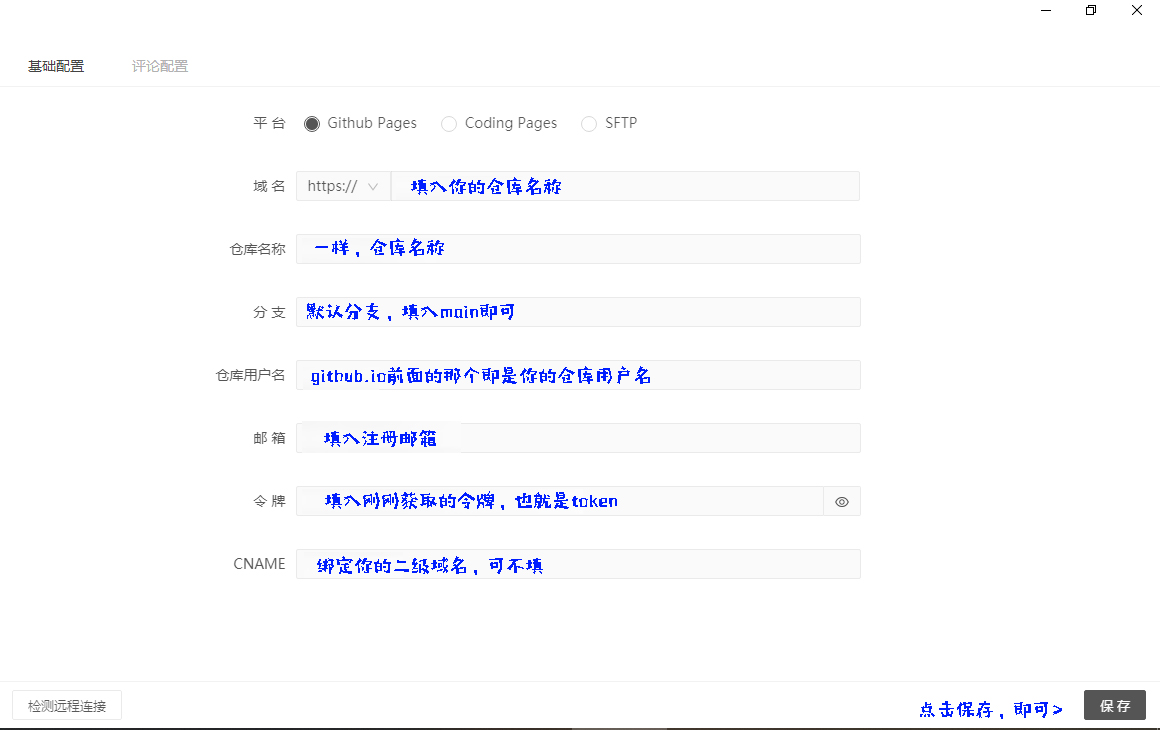 基础配置 评论配置
平台 Github Pages Coding Pages SFTP
域名 https:// 填入你的仓库名称
仓库名称 一样，仓库名称
分支 默认分支，填入main即可
仓库用户名 github.io前面的那个即是你的仓库用户名
邮箱 填入注册邮箱
令牌 填入刚刚获取的令牌，也就是token
CNAME 绑定你的二级域名，可不填
检测远程连接 点击保存，即可> 保存